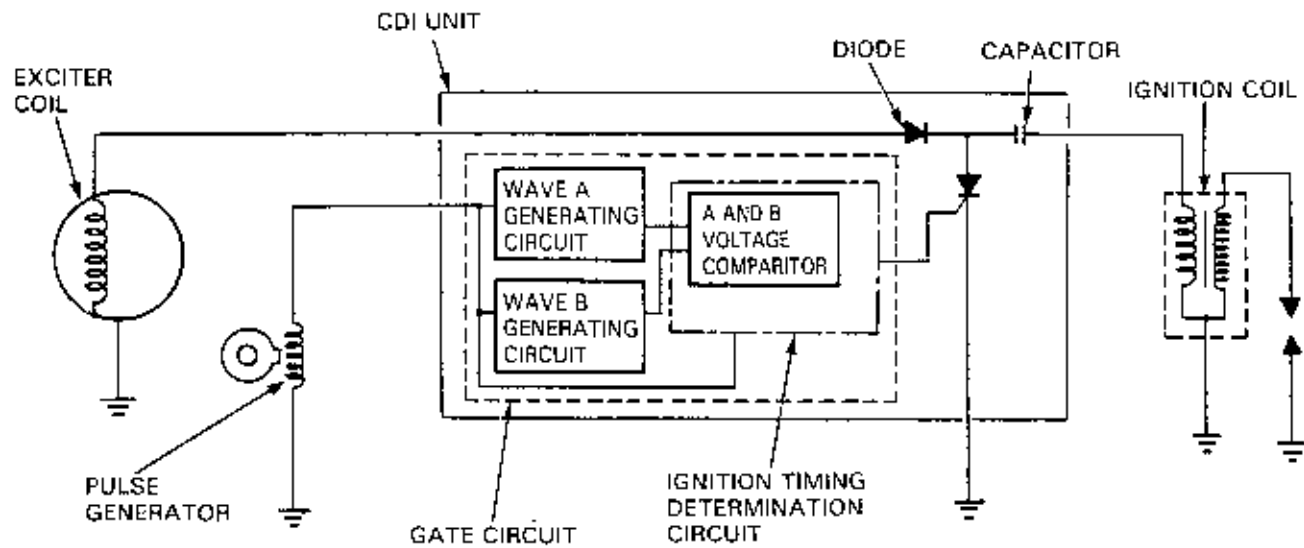 CDI UNIT
DIODE
CAPACITOR
EXCITER
COIL
IGNITION COIL
WAVE A
GENERATING
CIRCUIT
A AND B
VOLTAGE
COMPARITOR
WAVE B
GENERATING
CIRCUIT
PULSE
GENERATOR
GATE CIRCUIT
IGNITION TIMING
DETERMINATION
CIRCUIT